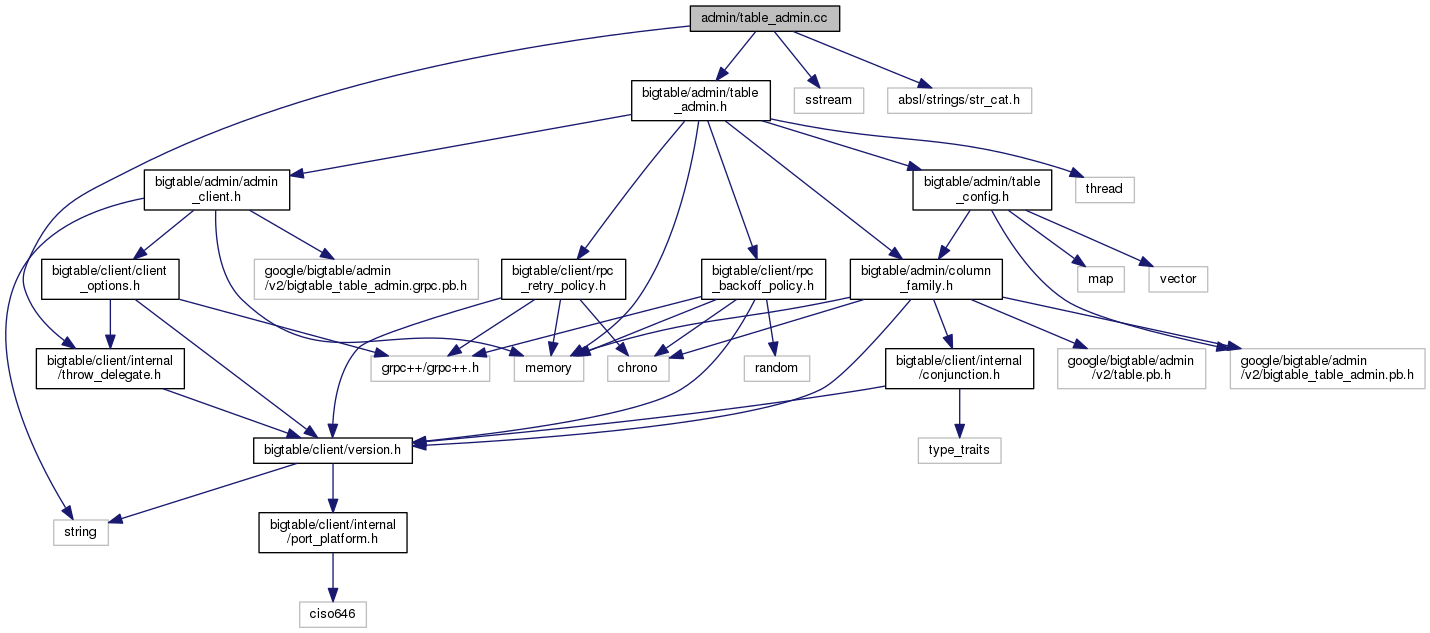 admin/table_admin.cc
bigtable/admin/table
_admin.h
sstream
absl/strings/str_cat.h
bigtable/admin/admin
_client.h
bigtable/admin/table
_config.h
thread
bigtable/client/client
_options.h
google/bigtable/admin
/v2/bigtable_table_admin.grpc.pb.h
bigtable/client/rpc
_retry_policy.h
bigtable/client/rpc
_backoff_policy.h
bigtable/admin/column
_family.h
map
vector
bigtable/client/internal
/throw_delegate.h
grpc++/grpc++.h
memory
chrono
random
bigtable/client/internal
/conjunction.h
google/bigtable/admin
/v2/table.pb.h
google/bigtable/admin
/v2/bigtable_table_admin.pb.h
bigtable/client/version.h
type_traits
string
bigtable/client/internal
/port_platform.h
ciso646